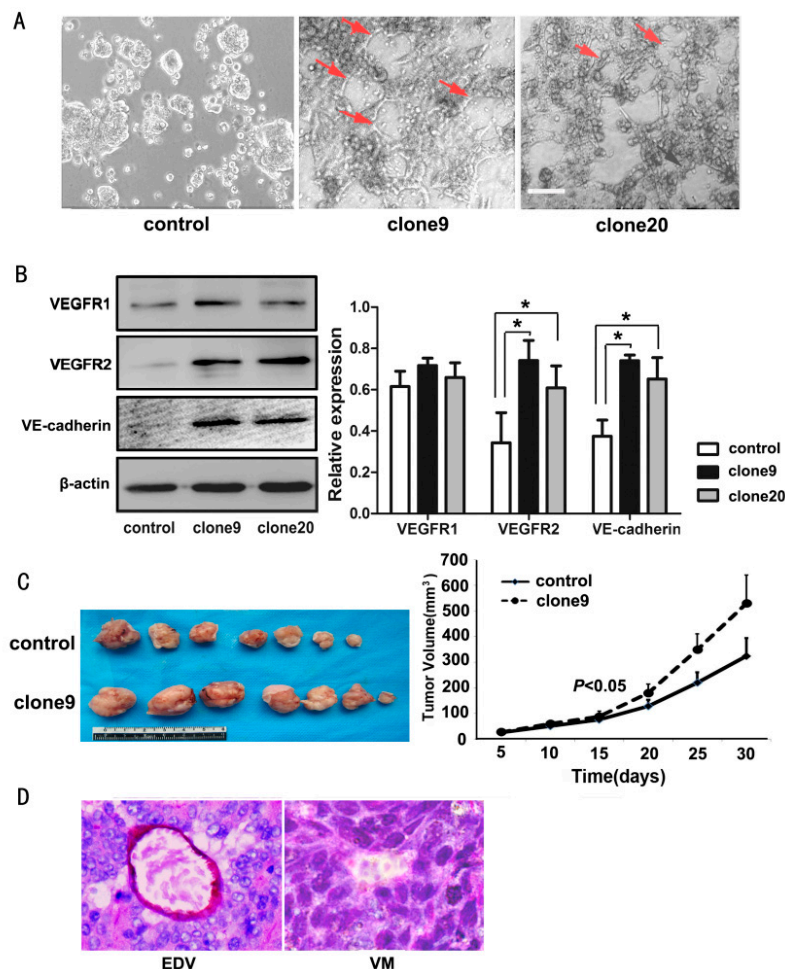 A
control
clone9
clone20
B
VEGFR1
VEGFR2
VE-cadherin
β-actin
control
clone9
clone20
Relative expression
1.0
0.8
0.6
0.4
0.2
0.0
*
*
*
*
VEGFR1
VEGFR2
VE-cadherin
control
clone9
clone20
C
control
clone9
Tumor Volume(mm³)
700
600
500
400
300
200
100
0
control
clone9
P<0.05
5 10 15 20 25 30
Time(days)
D
EDV
VM